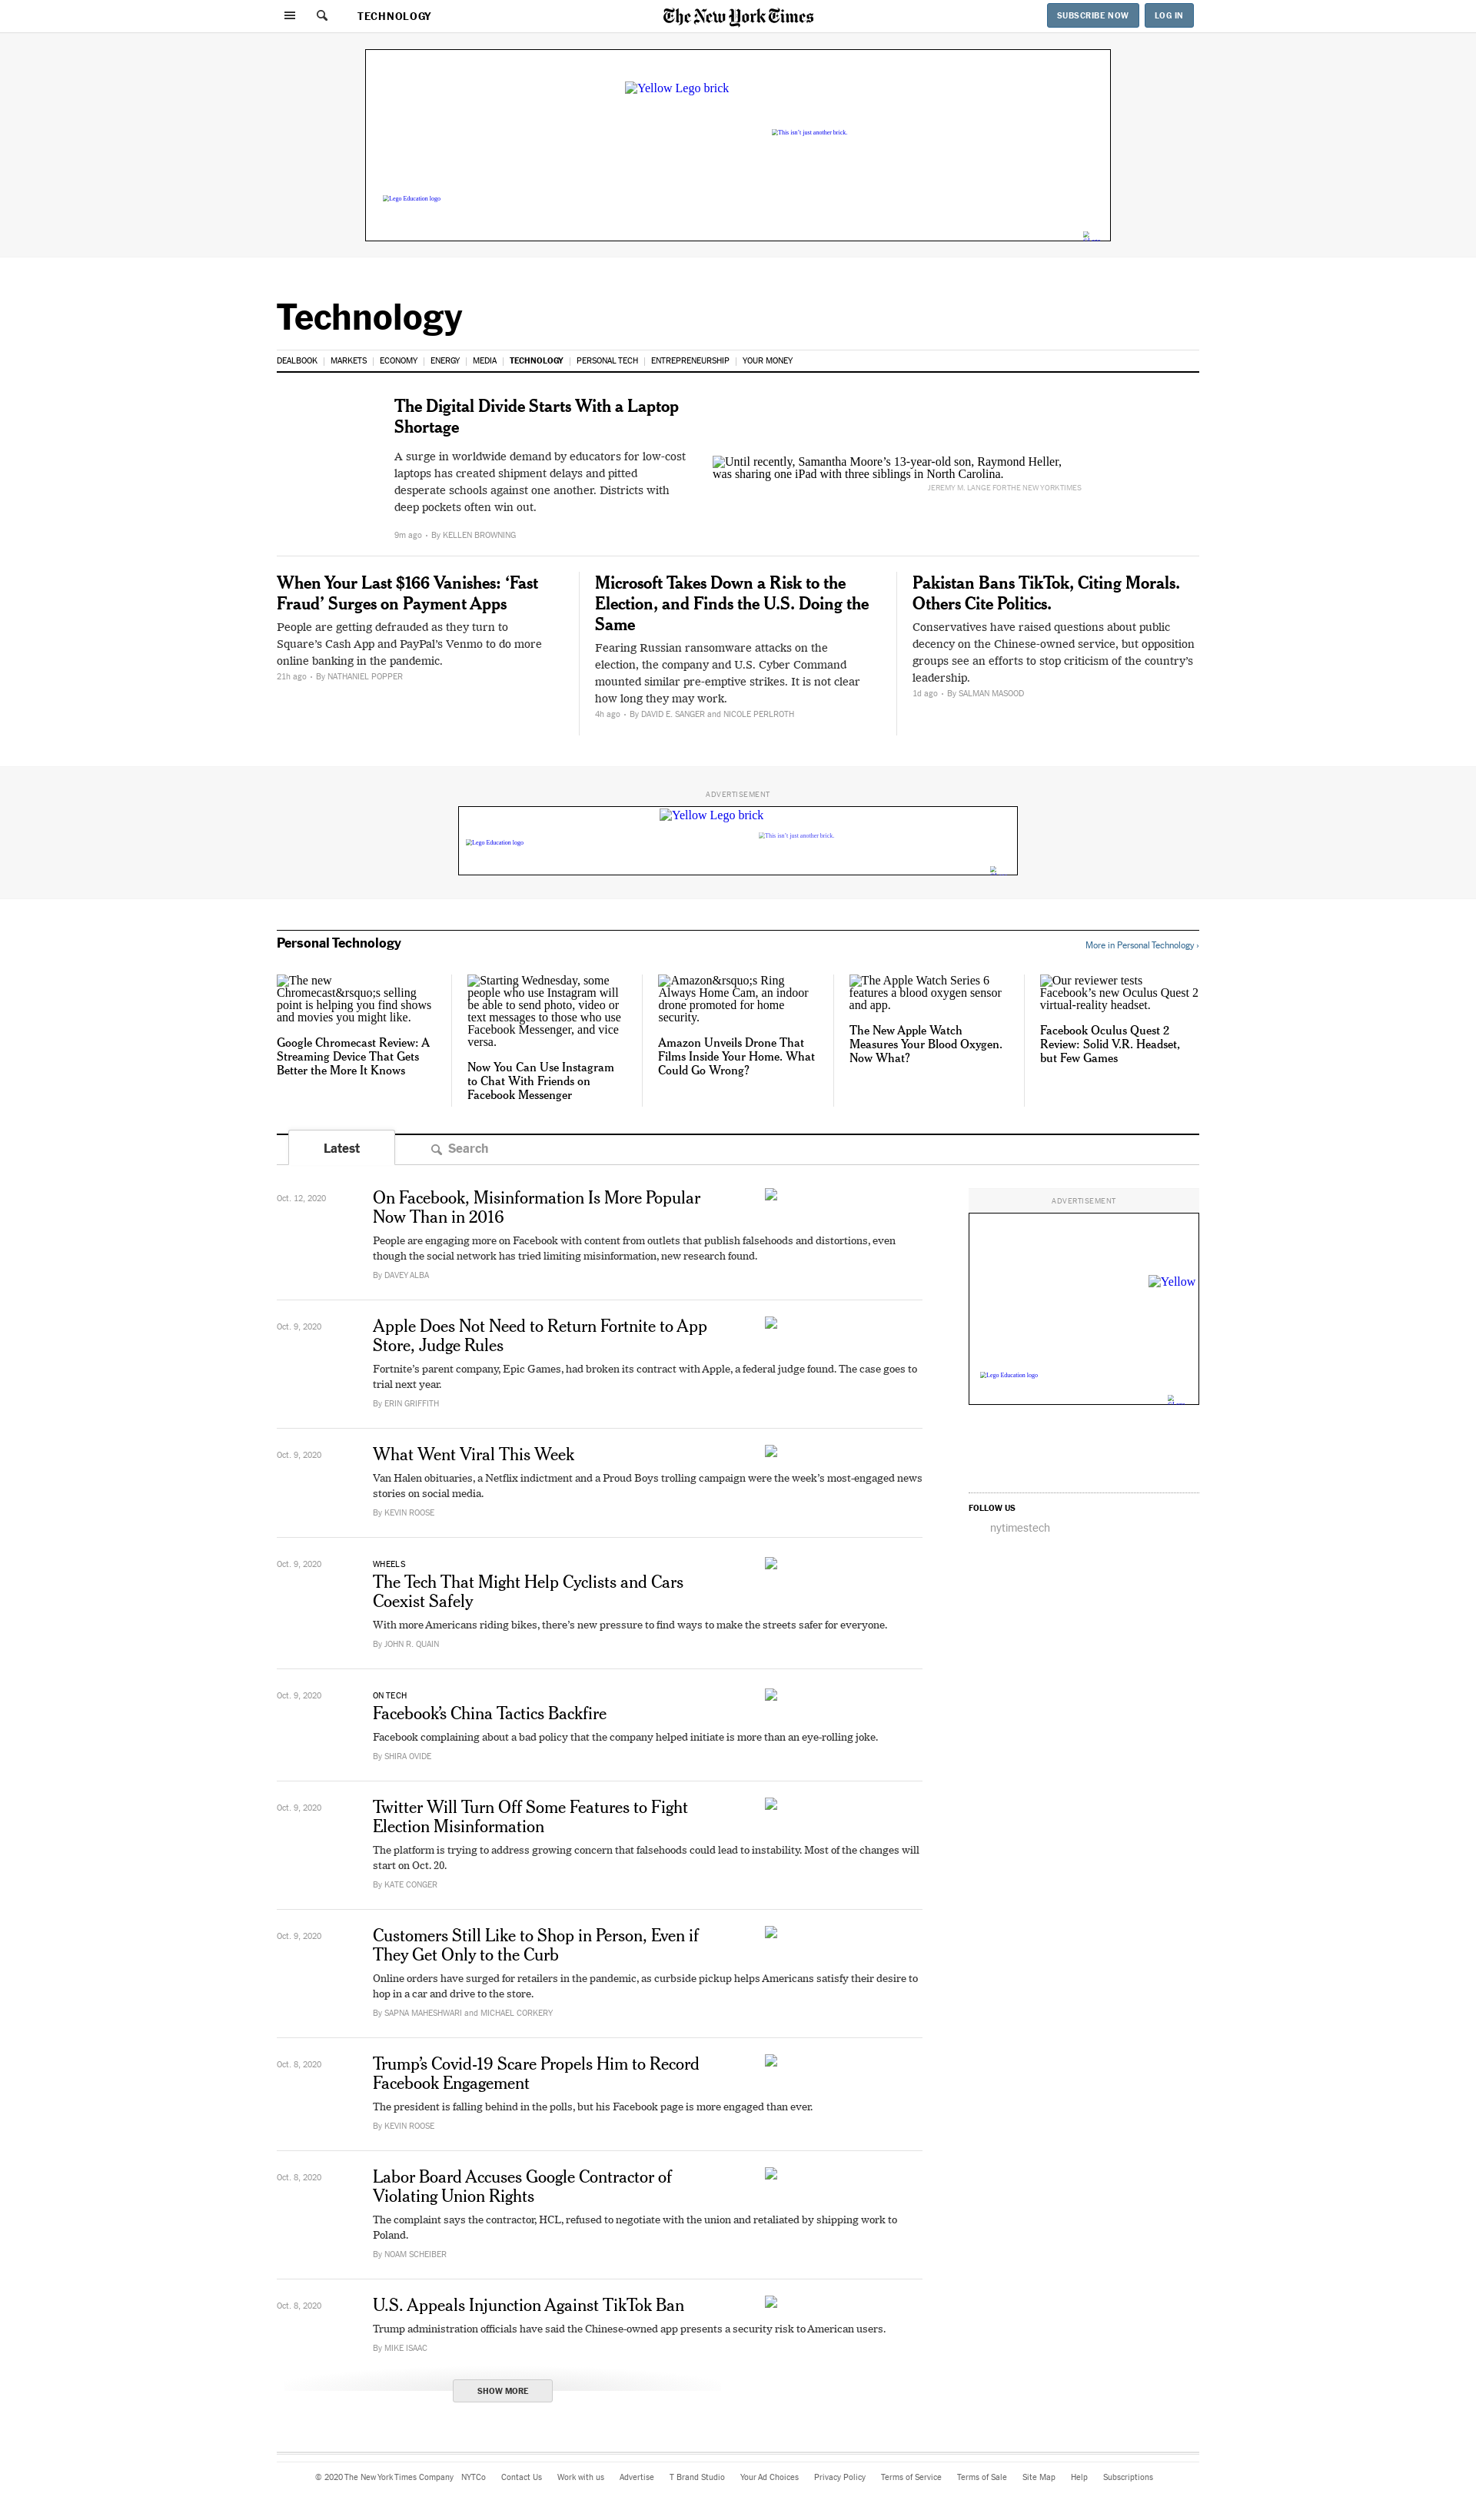 TECHNOLOGY
The New York Times
SUBSCRIBE NOW
LOG IN
Yellow Lego brick
This isn't just another brick.
Lego Education logo
Technology
DEALBOOK | MARKETS | ECONOMY | ENERGY | MEDIA | TECHNOLOGY | PERSONAL TECH | ENTREPRENEURSHIP | YOUR MONEY
The Digital Divide Starts With a Laptop
Shortage
A surge in worldwide demand by educators for low-cost
laptops has created shipment delays and pitted
desperate schools against one another. Districts with
deep pockets often win out.
9m ago · By KELLEN BROWNING
Until recently, Samantha Moore's 13-year-old son, Raymond Heller,
was sharing one iPad with three siblings in North Carolina.
JEREMY M. LANGE FOR THE NEW YORK TIMES
When Your Last $166 Vanishes: ‘Fast
Fraud’ Surges on Payment Apps
People are getting defrauded as they turn to
Square’s Cash App and PayPal’s Venmo to do more
online banking in the pandemic.
21h ago · By NATHANIEL POPPER
Microsoft Takes Down a Risk to the
Election, and Finds the U.S. Doing the
Same
Fearing Russian ransomware attacks on the
election, the company and U.S. Cyber Command
mounted similar pre-emptive strikes. It is not clear
how long they may work.
4h ago · By DAVID E. SANGER and NICOLE PERLROTH
Pakistan Bans TikTok, Citing Morals.
Others Cite Politics.
Conservatives have raised questions about public
decency on the Chinese-owned service, but opposition
groups see an efforts to stop criticism of the country’s
leadership.
1d ago · By SALMAN MASOOD
ADVERTISEMENT
Yellow Lego brick
This isn't just another brick.
Lego Education logo
Personal Technology
More in Personal Technology ›
The new
Chromecast&rsquo;s selling
point is helping you find shows
and movies you might like.
Google Chromecast Review: A
Streaming Device That Gets
Better the More It Knows
Starting Wednesday, some
people who use Instagram will
be able to send photo, video or
text messages to those who use
Facebook Messenger, and vice
versa.
Now You Can Use Instagram
to Chat With Friends on
Facebook Messenger
Amazon&rsquo;s Ring
Always Home Cam, an indoor
drone promoted for home
security.
Amazon Unveils Drone That
Films Inside Your Home. What
Could Go Wrong?
The Apple Watch Series 6
features a blood oxygen sensor
and app.
The New Apple Watch
Measures Your Blood Oxygen.
Now What?
Our reviewer tests
Facebook’s new Oculus Quest 2
virtual-reality headset.
Facebook Oculus Quest 2
Review: Solid V.R. Headset,
but Few Games
Latest
Search
Oct. 12, 2020
On Facebook, Misinformation Is More Popular
Now Than in 2016
People are engaging more on Facebook with content from outlets that publish falsehoods and distortions, even
though the social network has tried limiting misinformation, new research found.
By DAVEY ALBA
Oct. 9, 2020
Apple Does Not Need to Return Fortnite to App
Store, Judge Rules
Fortnite’s parent company, Epic Games, had broken its contract with Apple, a federal judge found. The case goes to
trial next year.
By ERIN GRIFFITH
Oct. 9, 2020
What Went Viral This Week
Van Halen obituaries, a Netflix indictment and a Proud Boys trolling campaign were the week’s most-engaged news
stories on social media.
By KEVIN ROOSE
Oct. 9, 2020
WHEELS
The Tech That Might Help Cyclists and Cars
Coexist Safely
With more Americans riding bikes, there’s new pressure to find ways to make the streets safer for everyone.
By JOHN R. QUAIN
Oct. 9, 2020
ON TECH
Facebook’s China Tactics Backfire
Facebook complaining about a bad policy that the company helped initiate is more than an eye-rolling joke.
By SHIRA OVIDE
Oct. 9, 2020
Twitter Will Turn Off Some Features to Fight
Election Misinformation
The platform is trying to address growing concern that falsehoods could lead to instability. Most of the changes will
start on Oct. 20.
By KATE CONGER
Oct. 9, 2020
Customers Still Like to Shop in Person, Even if
They Get Only to the Curb
Online orders have surged for retailers in the pandemic, as curbside pickup helps Americans satisfy their desire to
hop in a car and drive to the store.
By SAPNA MAHESHWARI and MICHAEL CORKERY
Oct. 8, 2020
Trump’s Covid-19 Scare Propels Him to Record
Facebook Engagement
The president is falling behind in the polls, but his Facebook page is more engaged than ever.
By KEVIN ROOSE
Oct. 8, 2020
Labor Board Accuses Google Contractor of
Violating Union Rights
The complaint says the contractor, HCL, refused to negotiate with the union and retaliated by shipping work to
Poland.
By NOAM SCHEIBER
Oct. 8, 2020
U.S. Appeals Injunction Against TikTok Ban
Trump administration officials have said the Chinese-owned app presents a security risk to American users.
By MIKE ISAAC
SHOW MORE
ADVERTISEMENT
Yellow
Lego Education logo
FOLLOW US
nytimestech
© 2020 The New York Times Company NYTCo Contact Us Work with us Advertise T Brand Studio Your Ad Choices Privacy Policy Terms of Service Terms of Sale Site Map Help Subscriptions